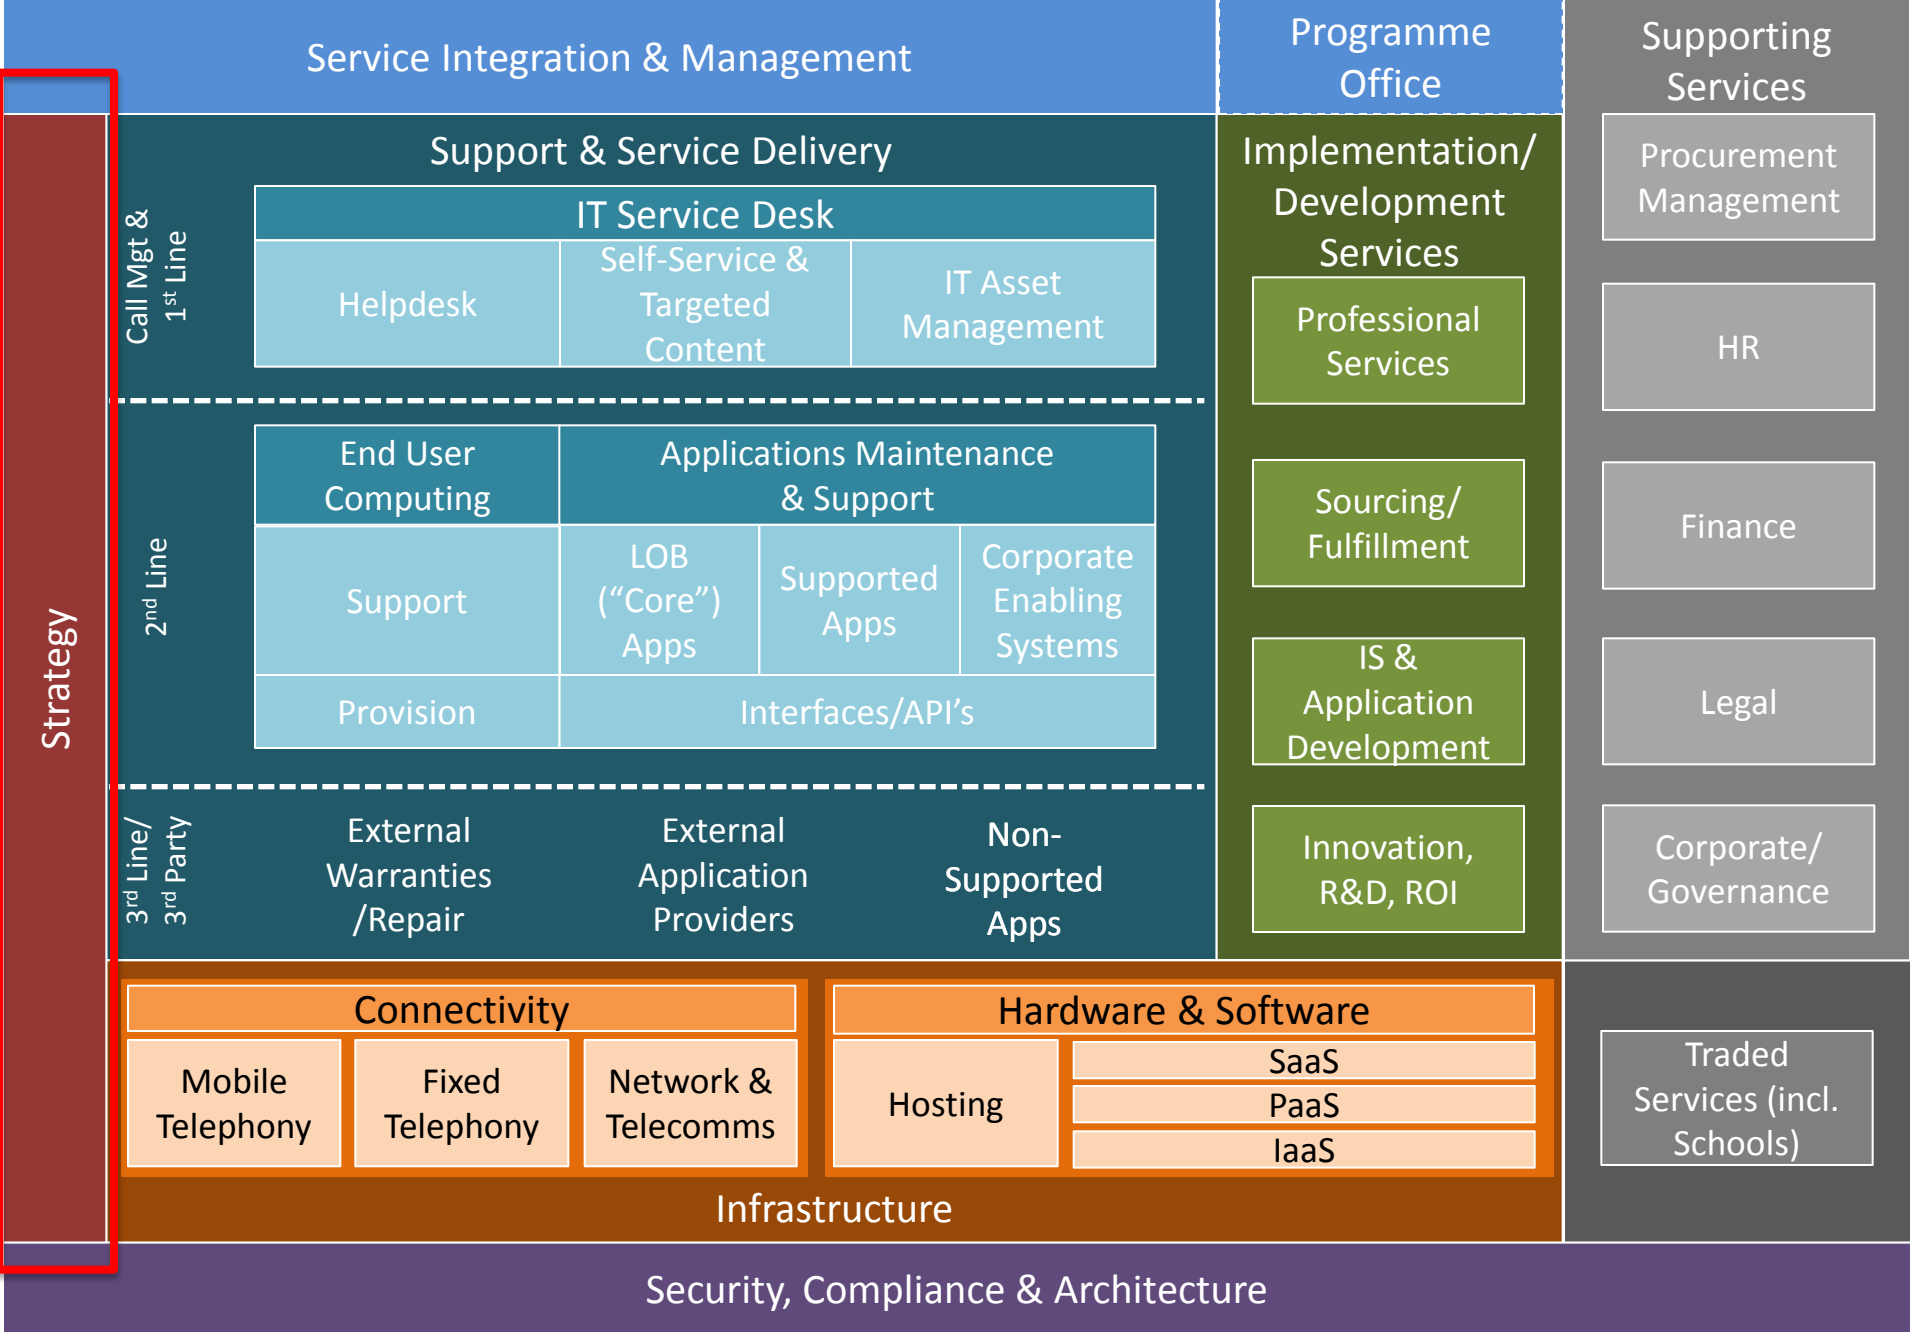 Service Integration & Management
Programme
Office
Supporting
Services
Strategy
Support & Service Delivery
Call Mgt &
1st Line
IT Service Desk
Helpdesk
Self-Service &
Targeted
Content
IT Asset
Management
2nd Line
End User
Computing
Applications Maintenance
& Support
Support
LOB
(“Core”)
Apps
Supported
Apps
Corporate
Enabling
Systems
Provision
Interfaces/API’s
3rd Line/
3rd Party
External
Warranties
/Repair
External
Application
Providers
Non-
Supported
Apps
Implementation/
Development
Services
Professional
Services
Sourcing/
Fulfillment
IS &
Application
Development
Innovation,
R&D, ROI
Procurement
Management
HR
Finance
Legal
Corporate/
Governance
Connectivity
Mobile
Telephony
Fixed
Telephony
Network &
Telecomms
Hardware & Software
Hosting
SaaS
PaaS
IaaS
Infrastructure
Traded
Services (incl.
Schools)
Security, Compliance & Architecture